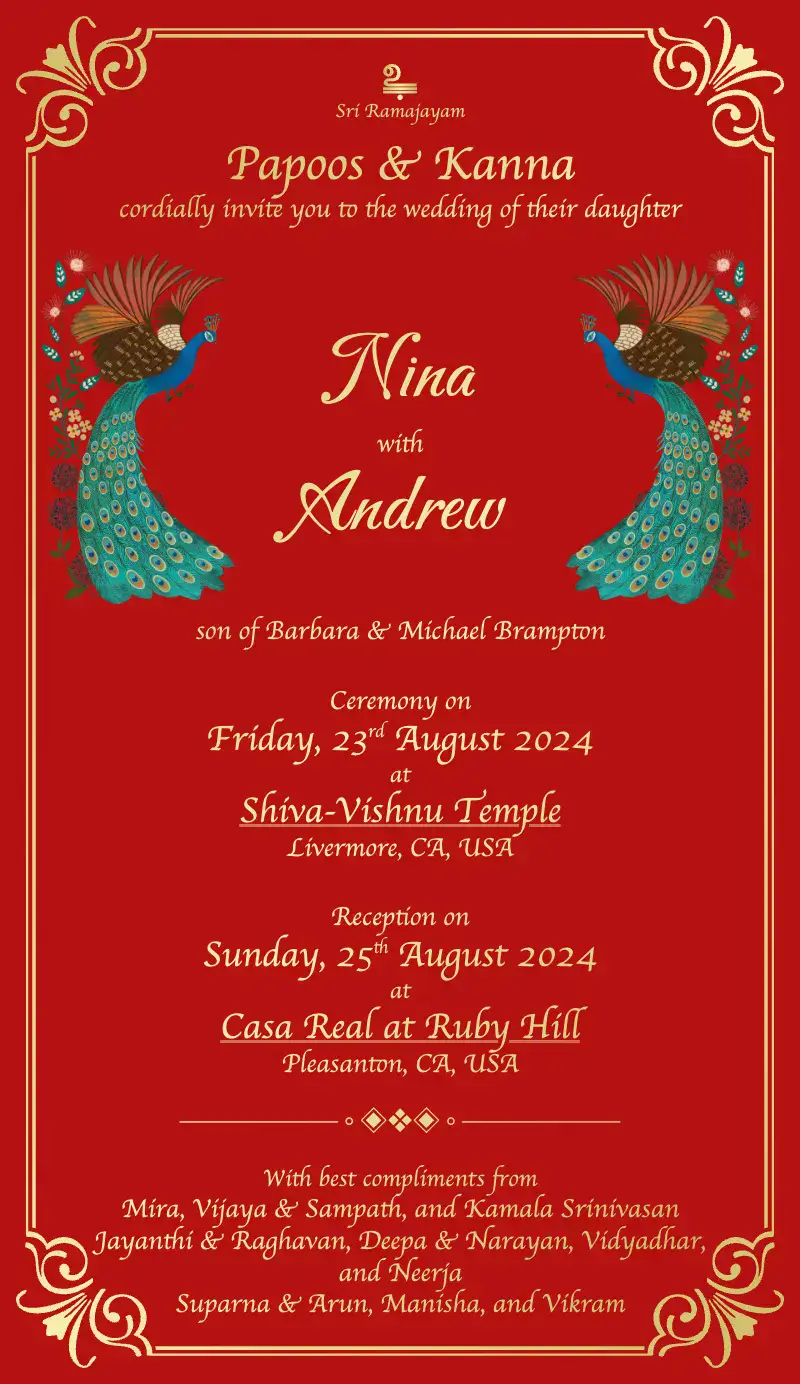 உ
Sri Ramajayam
Papoos & Kanna
cordially invite you to the wedding of their daughter
Nina
with
Andrew
son of Barbara & Michael Brampton
Ceremony on
Friday, 23rd August 2024
at
Shiva-Vishnu Temple
Livermore, CA, USA
Reception on
Sunday, 25th August 2024
at
Casa Real at Ruby Hill
Pleasanton, CA, USA
With best compliments from
Mira, Vijaya & Sampath, and Kamala Srinivasan
Jayanthi & Raghavan, Deepa & Narayan, Vidyadhar,
and Neerja
Suparna & Arun, Manisha, and Vikram